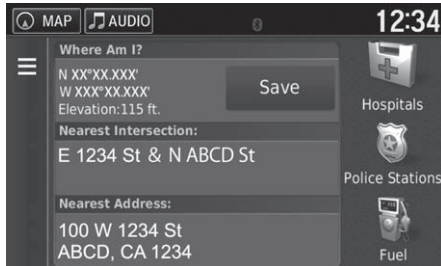 MAP AUDIO 12:34
Where Am I?
N XX°XX.XXX'
W XXX°XX.XXX'
Elevation:115 ft.
Save
Hospitals
Nearest Intersection:
E 1234 St & N ABCD St
Police Stations
Nearest Address:
100 W 1234 St
ABCD, CA 1234
Fuel